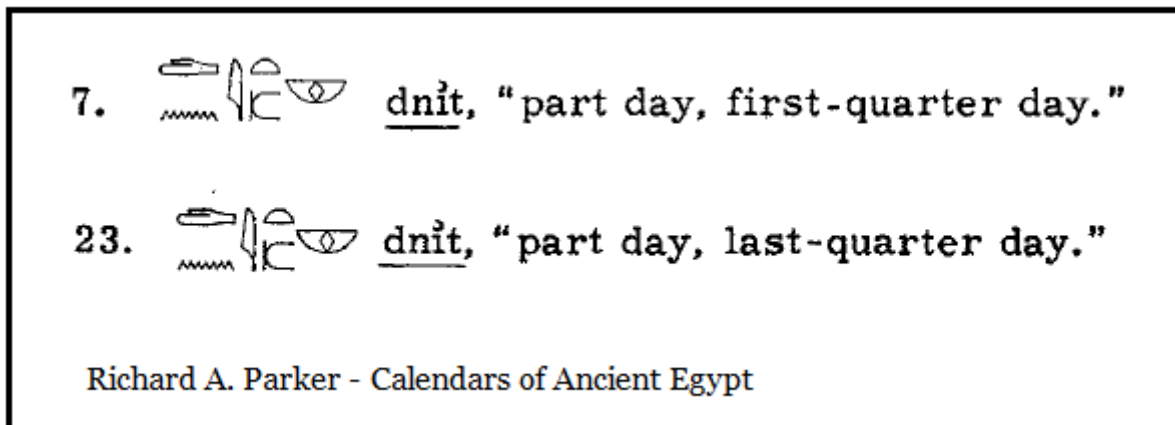 7. dnỉt, “part day, first-quarter day.”
23. dnỉt, “part day, last-quarter day.”
Richard A. Parker - Calendars of Ancient Egypt